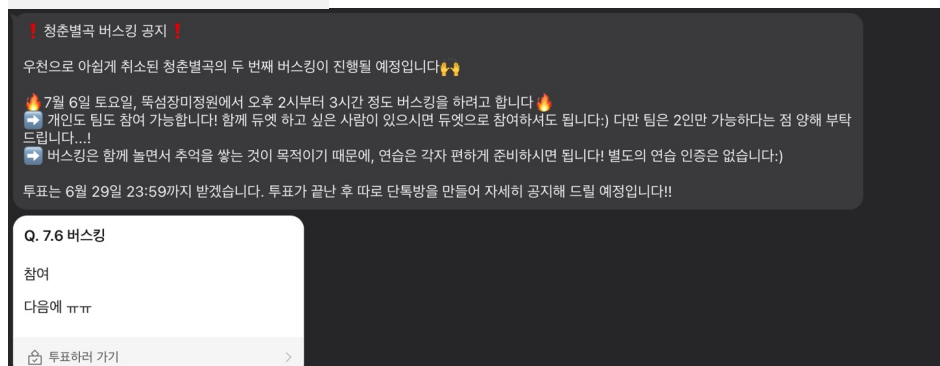 ❗ 청춘별곡 버스킹 공지 ❗
우천으로 아쉽게 취소된 청춘별곡의 두 번째 버스킹이 진행될 예정입니다🙌
🔥7월 6일 토요일, 뚝섬장미정원에서 오후 2시부터 3시간 정도 버스킹을 하려고 합니다🔥
➡️ 개인도 팀도 참여 가능합니다! 함께 듀엣 하고 싶은 사람이 있으시면 듀엣으로 참여하셔도 됩니다:) 다만 팀은 2인만 가능하다는 점 양해 부탁
드립니다...!
➡️ 버스킹은 함께 놀면서 추억을 쌓는 것이 목적이기 때문에, 연습은 각자 편하게 준비하시면 됩니다! 별도의 연습 인증은 없습니다:)
투표는 6월 29일 23:59까지 받겠습니다. 투표가 끝난 후 따로 단톡방을 만들어 자세히 공지해 드릴 예정입니다!!
Q. 7.6 버스킹
참여
다음에 ㅠㅠ
투표하러 가기